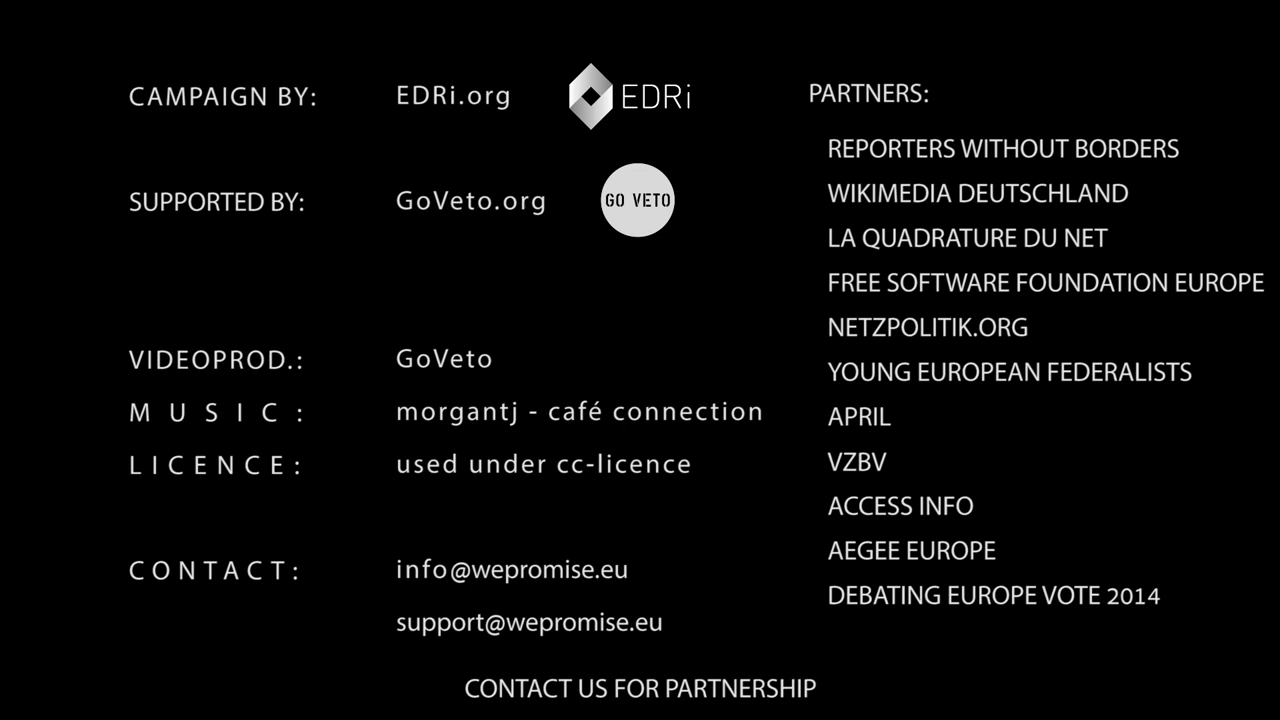 CAMPAIGN BY: EDRi.org EDRi
SUPPORTED BY: GoVeto.org GO VETO
VIDEOPROD.: GoVeto
MUSIC: morgantj - café connection
LICENCE: used under cc-licence
CONTACT: info@wepromise.eu
support@wepromise.eu
PARTNERS:
REPORTERS WITHOUT BORDERS
WIKIMEDIA DEUTSCHLAND
LA QUADRATURE DU NET
FREE SOFTWARE FOUNDATION EUROPE
NETZPOLITIK.ORG
YOUNG EUROPEAN FEDERALISTS
APRIL
VZBV
ACCESS INFO
AEGEE EUROPE
DEBATING EUROPE VOTE 2014
CONTACT US FOR PARTNERSHIP